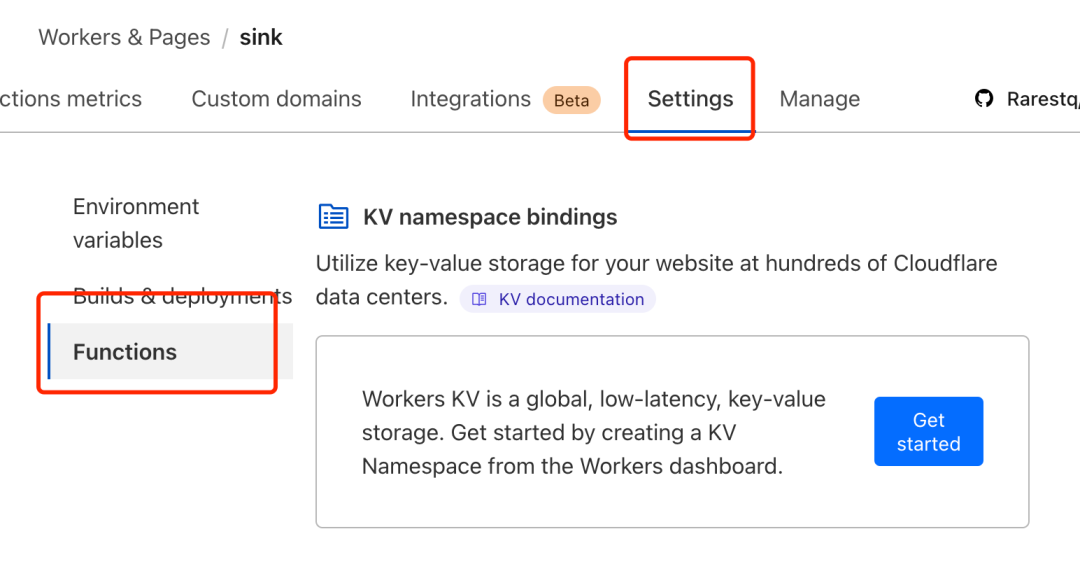 Workers & Pages / sink
ctions metrics Custom domains Integrations Beta Settings Manage Rarestq/
Environment
variables
Builds & deployments
Functions
KV namespace bindings
Utilize key-value storage for your website at hundreds of Cloudflare
data centers. KV documentation
Workers KV is a global, low-latency, key-value
storage. Get started by creating a KV
Namespace from the Workers dashboard.
Get
started